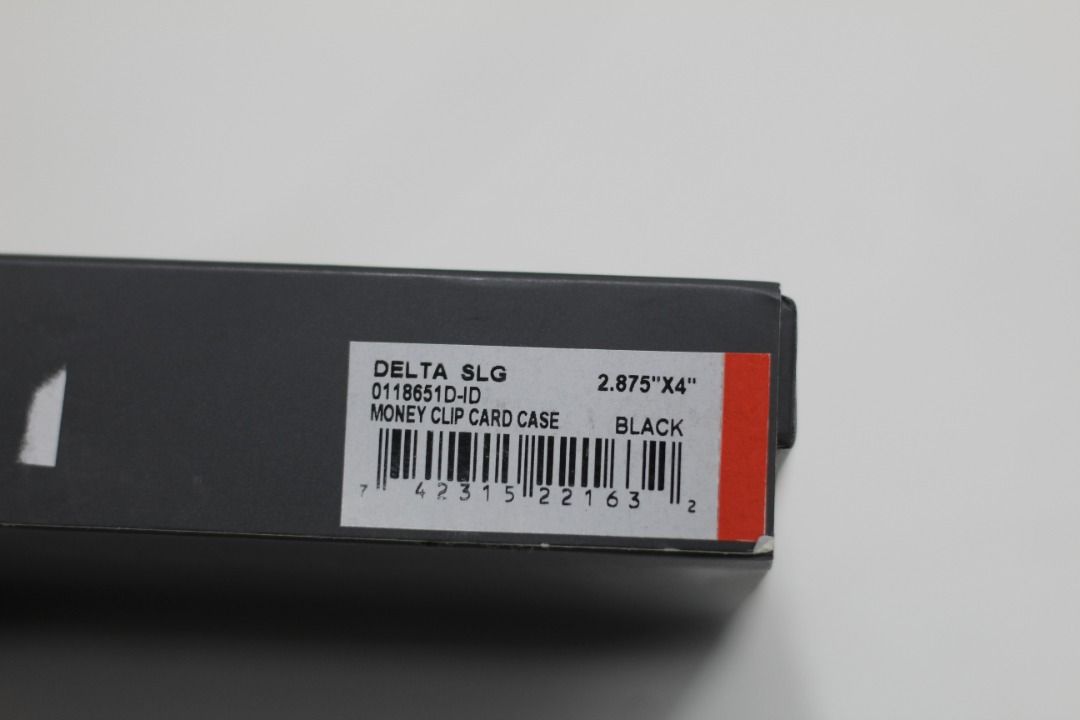 DELTA SLG
0118651D-ID 2.875"X4"
MONEY CLIP CARD CASE BLACK
7 42315 22163 2